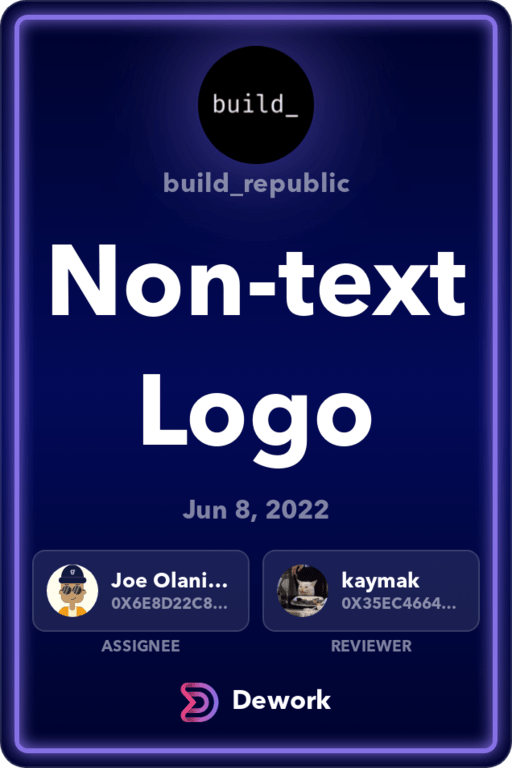 build_
build_republic
Non-text
Logo
Jun 8, 2022
Joe Olani...
0X6E8D22C8...
ASSIGNEE
kaymak
0X35EC4664...
REVIEWER
Dework